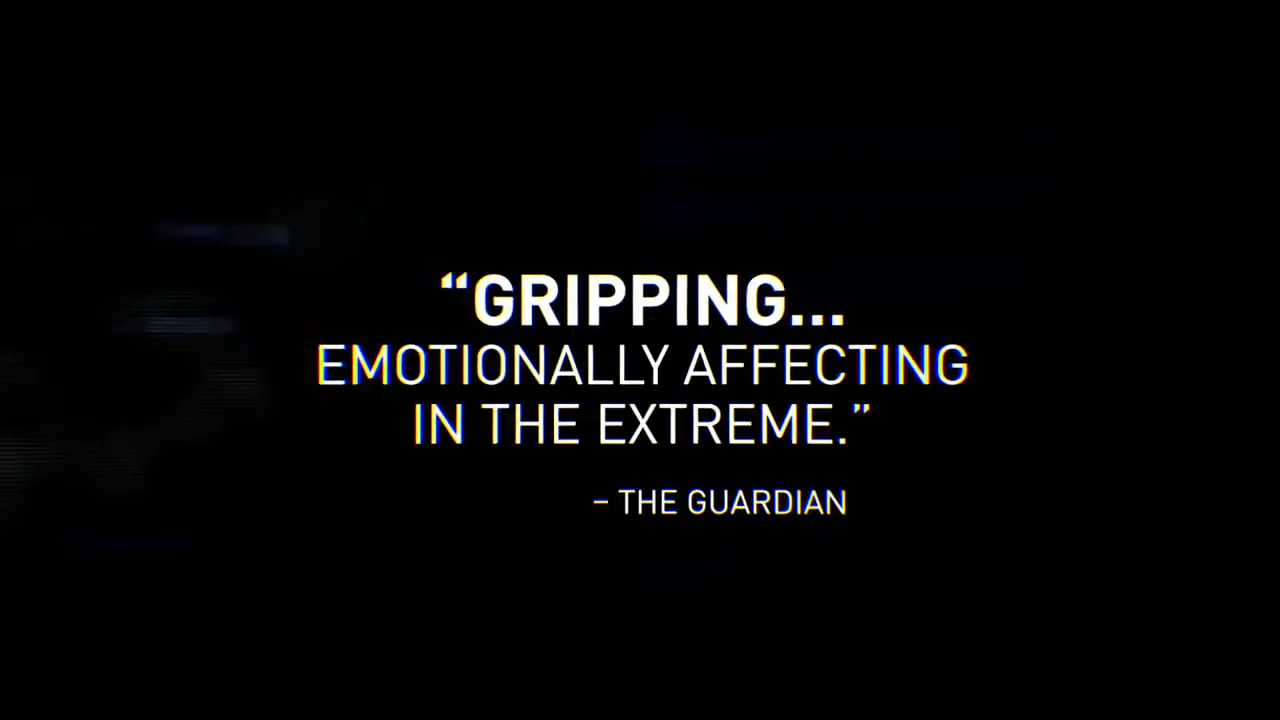 “GRIPPING...
EMOTIONALLY AFFECTING
IN THE EXTREME.”
– THE GUARDIAN